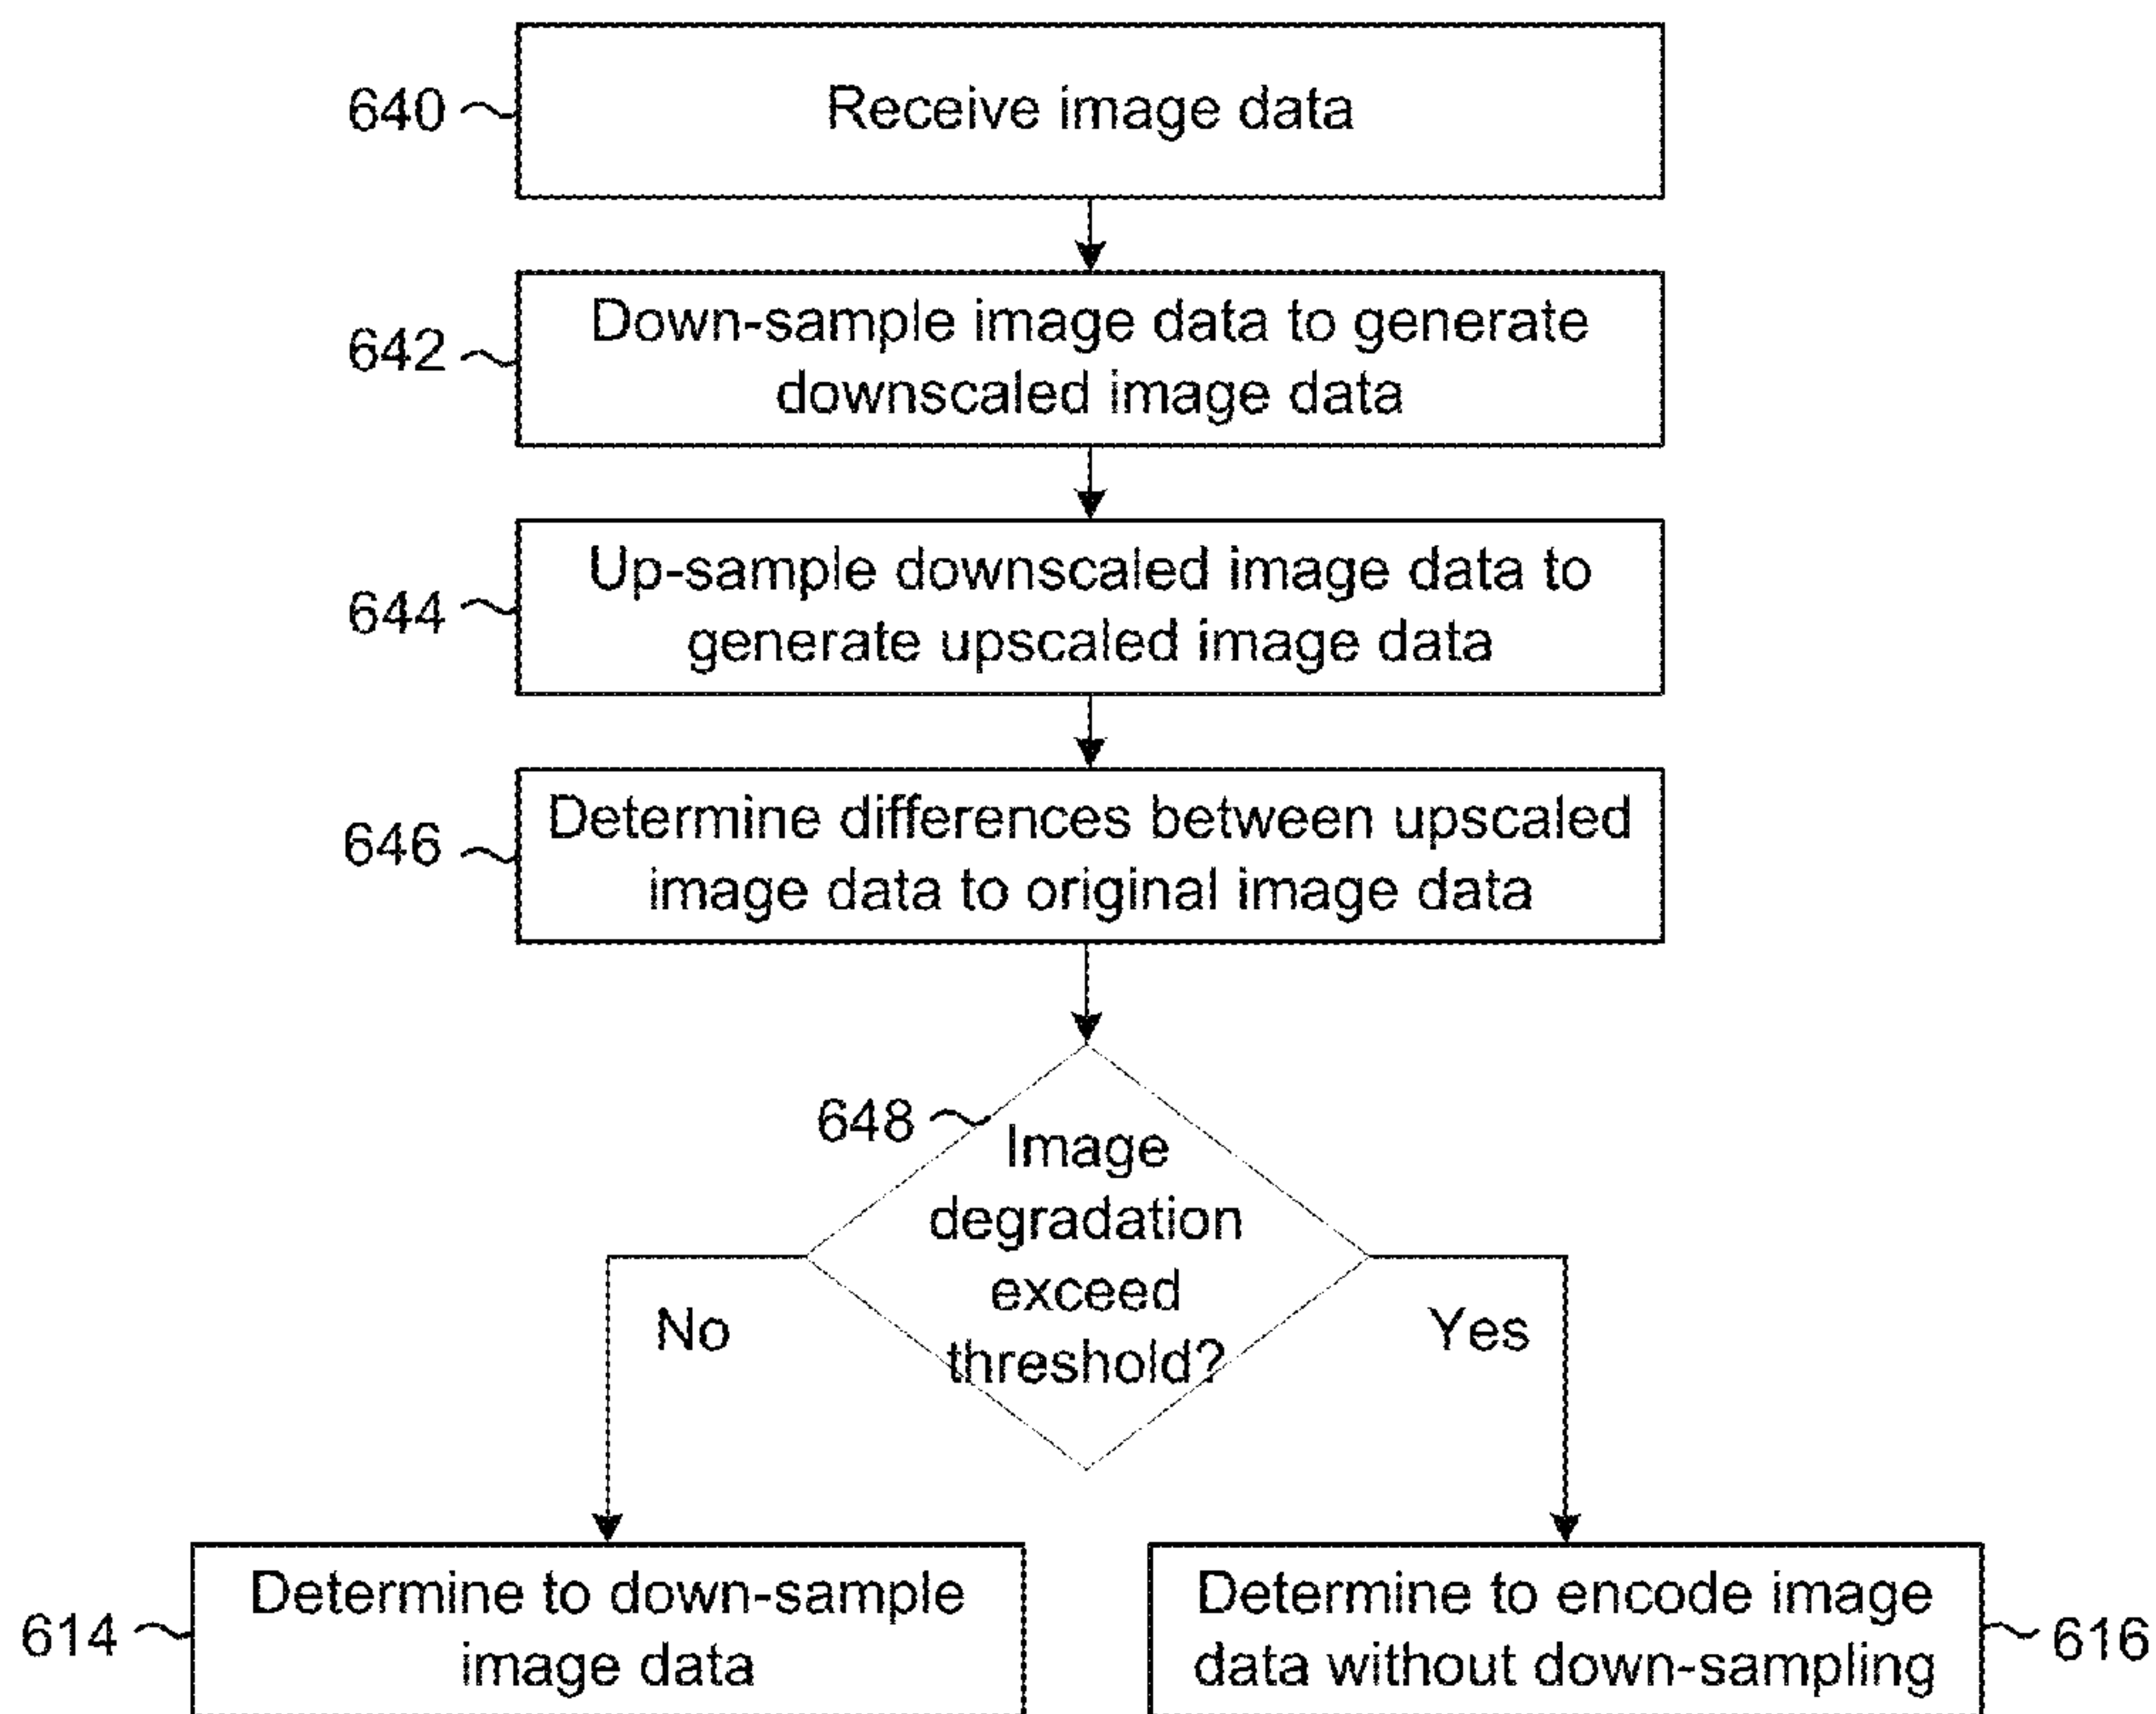 640
Receive image data
642
Down-sample image data to generate
downscaled image data
644
Up-sample downscaled image data to
generate upscaled image data
646
Determine differences between upscaled
image data to original image data
648
Image
degradation
exceed
threshold?
No
Yes
614
Determine to down-sample
image data
Determine to encode image
data without down-sampling
616